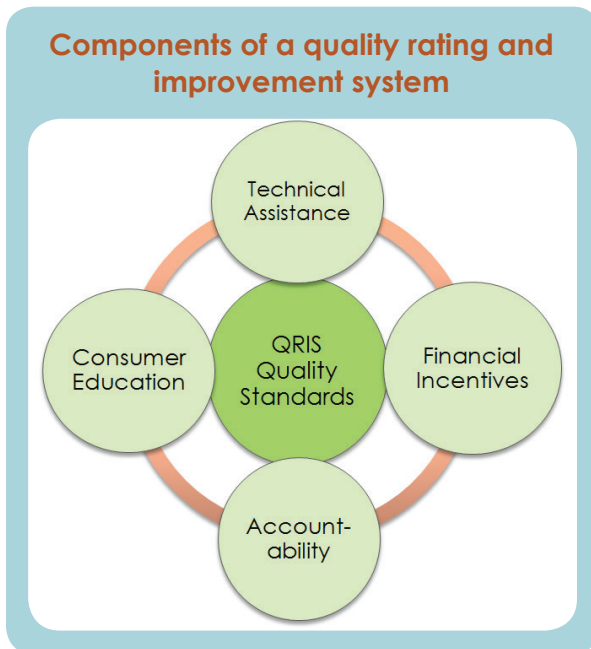 Components of a quality rating and
improvement system
Technical
Assistance
Consumer
Education
QRIS
Quality
Standards
Financial
Incentives
Account-
ability